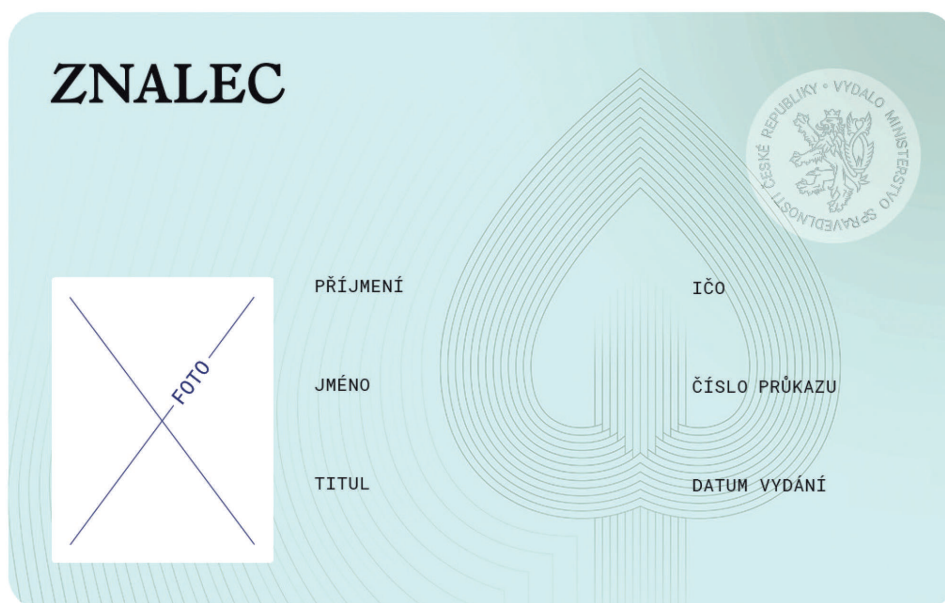 ZNALEC
VYDALO MINISTERSTVO SPRAVEDLNOSTI ČESKÉ REPUBLIKY •
FOTO
PŘÍJMENÍ
IČO
JMÉNO
ČÍSLO PRŮKAZU
TITUL
DATUM VYDÁNÍ